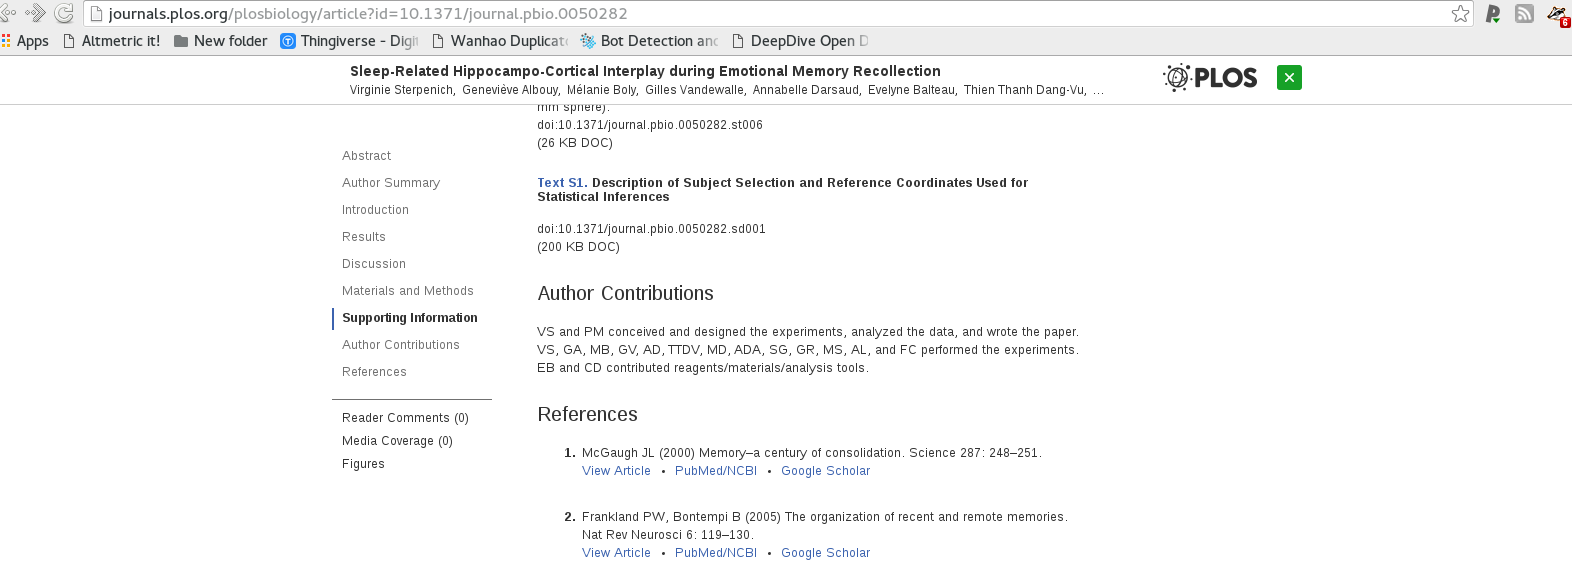 journals.plos.org/plosbiology/article?id=10.1371/journal.pbio.0050282
Apps Altmetric it! New folder Thingiverse - Digit Wanhao Duplicat Bot Detection and DeepDive Open D
6
Sleep-Related Hippocampo-Cortical Interplay during Emotional Memory Recollection
Virginie Sterpenich, Geneviève Albouy, Mélanie Boly, Gilles Vandewalle, Annabelle Darsaud, Evelyne Balteau, Thien Thanh Dang-Vu, ...
PLOS
mm sphere).
doi:10.1371/journal.pbio.0050282.st006
(26 KB DOC)
Text S1. Description of Subject Selection and Reference Coordinates Used for
Statistical Inferences
doi:10.1371/journal.pbio.0050282.sd001
(200 KB DOC)
Abstract
Author Summary
Introduction
Results
Discussion
Materials and Methods
Supporting Information
Author Contributions
References
Reader Comments (0)
Media Coverage (0)
Figures
Author Contributions
VS and PM conceived and designed the experiments, analyzed the data, and wrote the paper.
VS, GA, MB, GV, AD, TTDV, MD, ADA, SG, GR, MS, AL, and FC performed the experiments.
EB and CD contributed reagents/materials/analysis tools.
References
1. McGaugh JL (2000) Memory–a century of consolidation. Science 287: 248–251.
View Article • PubMed/NCBI • Google Scholar
2. Frankland PW, Bontempi B (2005) The organization of recent and remote memories.
Nat Rev Neurosci 6: 119–130.
View Article • PubMed/NCBI • Google Scholar